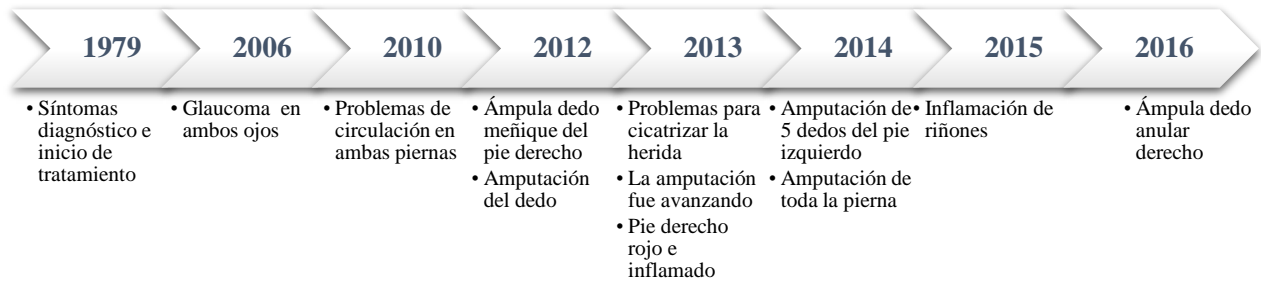 1979
2006
2010
2012
2013
2014
2015
2016
• Síntomas
diagnóstico e
inicio de
tratamiento
• Glaucoma en
ambos ojos
• Problemas de
circulación en
ambas piernas
• Ámpula dedo
meñique del
pie derecho
• Amputación
del dedo
• Problemas para
cicatrizar la
herida
• La amputación
fue avanzando
• Pie derecho
rojo e
inflamado
• Amputación de
5 dedos del pie
izquierdo
• Amputación de
toda la pierna
• Inflamación de
riñones
• Ámpula dedo
anular
derecho